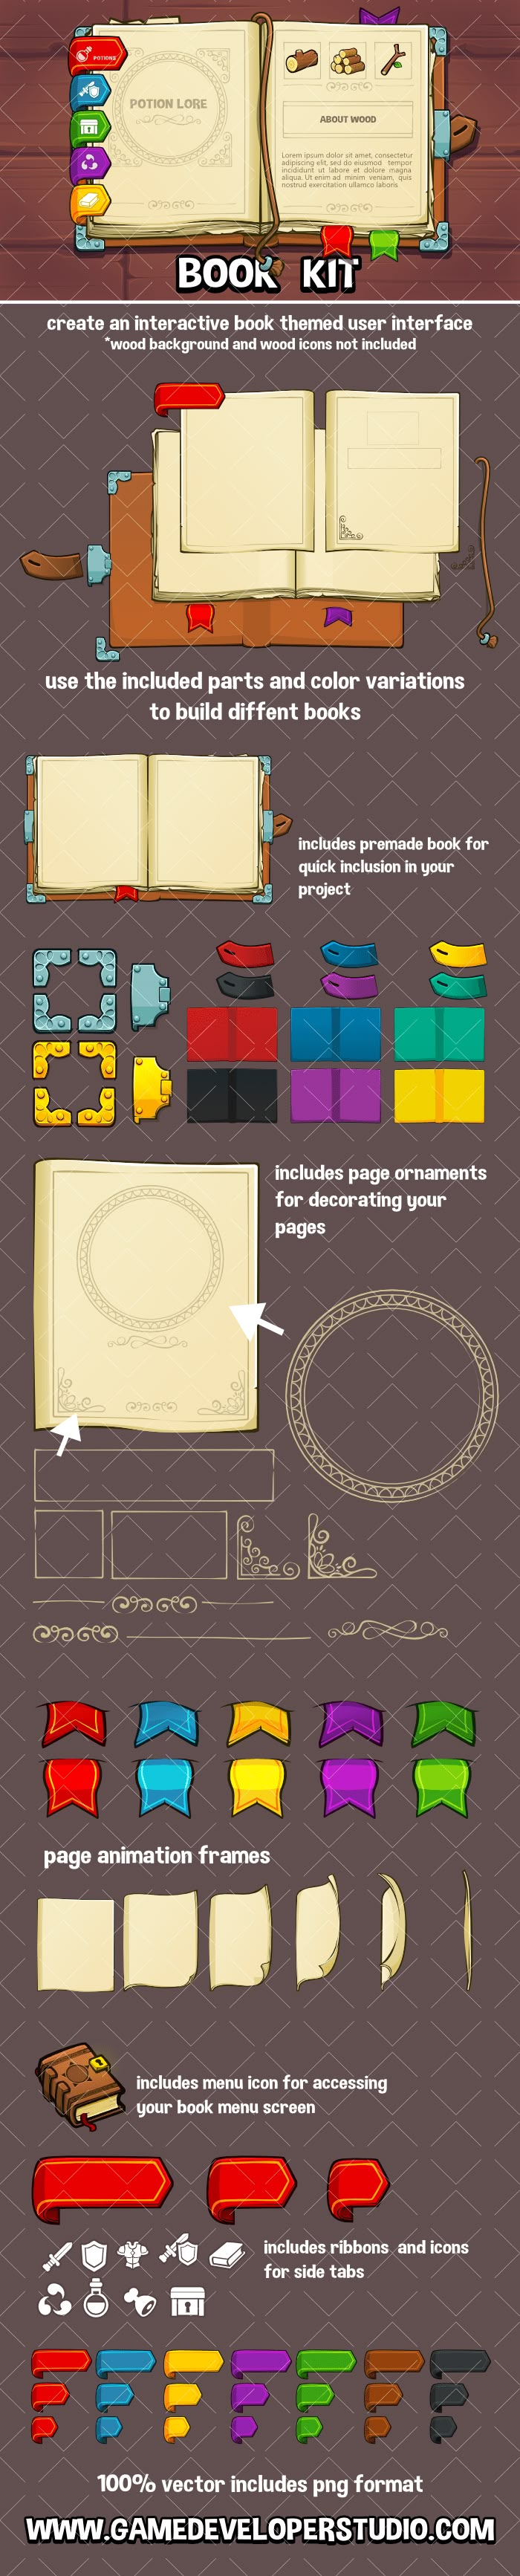 POTIONS
POTION LORE
ABOUT WOOD
Lorem ipsum dolor sit amet, consectetur
adipiscing elit, sed do eiusmod tempor
incididunt ut labore et dolore magna
aliqua. Ut enim ad minim veniam, quis
nostrud exercitation ullamco laboris
BOOK KIT
create an interactive book themed user interface
*wood background and wood icons not included
use the included parts and color variations
to build diffent books
includes premade book for
quick inclusion in your
project
includes page ornaments
for decorating your
pages
page animation frames
includes menu icon for accessing
your book menu screen
includes ribbons and icons
for side tabs
100% vector includes png format
WWW.GAMEDEVELOPERSTUDIO.COM